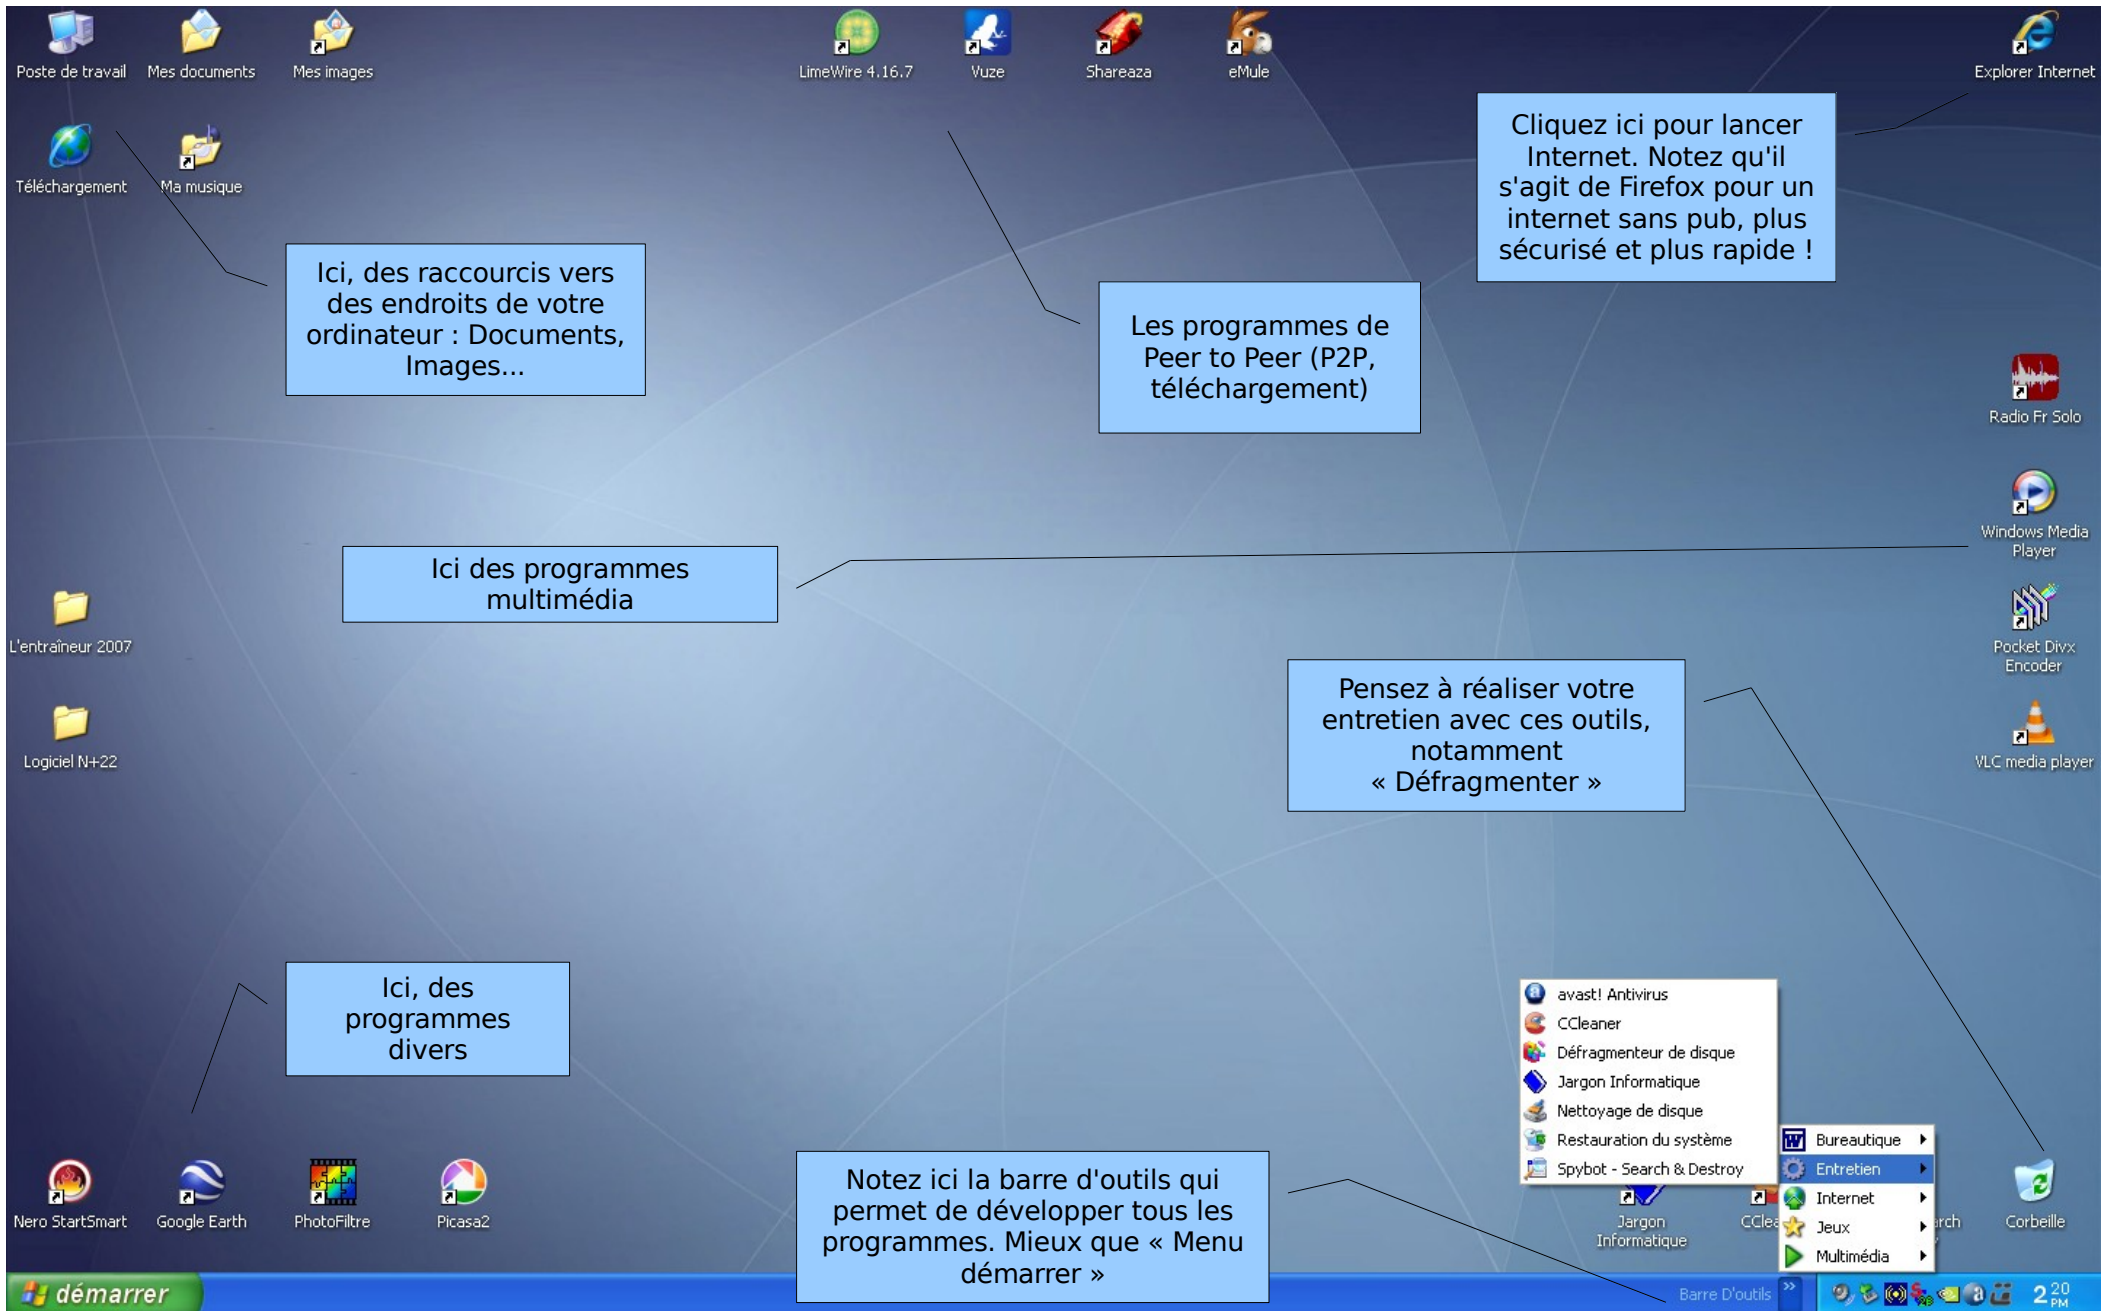 Poste de travail
Mes documents
Mes images
LimeWire 4.16.7
Vuze
Shareaza
eMule
Explorer Internet
Téléchargement
Ma musique
Cliquez ici pour lancer
Internet. Notez qu'il
s'agit de Firefox pour un
internet sans pub, plus
sécurisé et plus rapide !
Ici, des raccourcis vers
des endroits de votre
ordinateur : Documents,
Images...
Les programmes de
Peer to Peer (P2P,
téléchargement)
Radio Fr Solo
Windows Media
Player
Ici des programmes
multimédia
L'entraîneur 2007
Pocket Divx
Encoder
Pensez à réaliser votre
entretien avec ces outils,
notamment
« Défragmenter »
Logiciel N+22
VLC media player
Ici, des
programmes
divers
avast! Antivirus
CCleaner
Défragmenteur de disque
Jargon Informatique
Nettoyage de disque
Restauration du système
Spybot - Search & Destroy
Bureautique
Entretien
Internet
Jeux
Multimédia
Nero StartSmart
Google Earth
PhotoFiltre
Picasa2
Notez ici la barre d'outils qui
permet de développer tous les
programmes. Mieux que « Menu
démarrer »
Jargon
Informatique
Corbeille
démarrer
Barre D'outils
2 20
PM